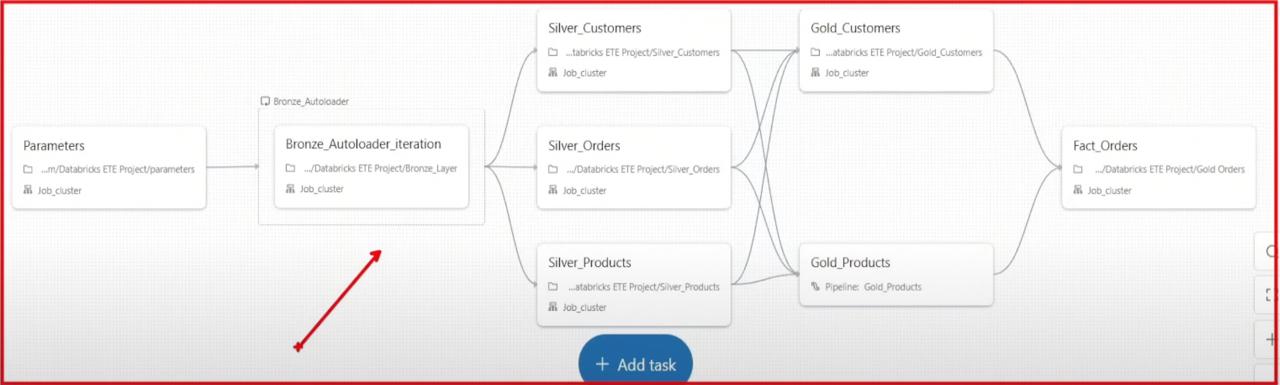 Parameters
...m/Databricks ETE Project/parameters
Job_cluster
Bronze_Autoloader
Bronze_Autoloader_iteration
.../Databricks ETE Project/Bronze_Layer
Job_cluster
Silver_Customers
...tabricks ETE Project/Silver_Customers
Job_cluster
Silver_Orders
.../Databricks ETE Project/Silver_Orders
Job_cluster
Silver_Products
...atabricks ETE Project/Silver_Products
Job_cluster
Gold_Customers
...atabricks ETE Project/Gold_Customers
Job_cluster
Gold_Products
Pipeline: Gold_Products
Fact_Orders
.../Databricks ETE Project/Gold Orders
Job_cluster
+ Add task